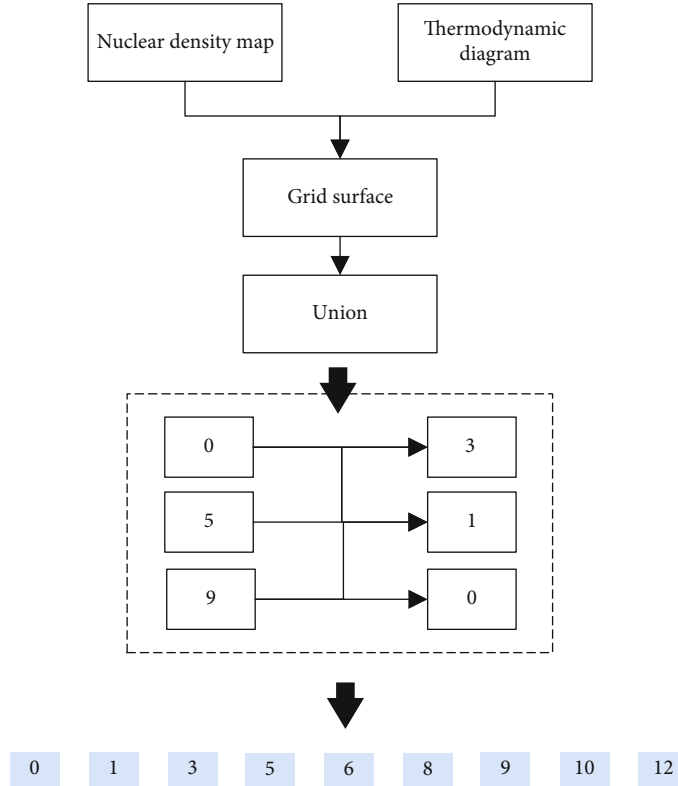 Nuclear density map
Thermodynamic
diagram
Grid surface
Union
0 3
5 1
9 0
0 1 3 5 6 8 9 10 12